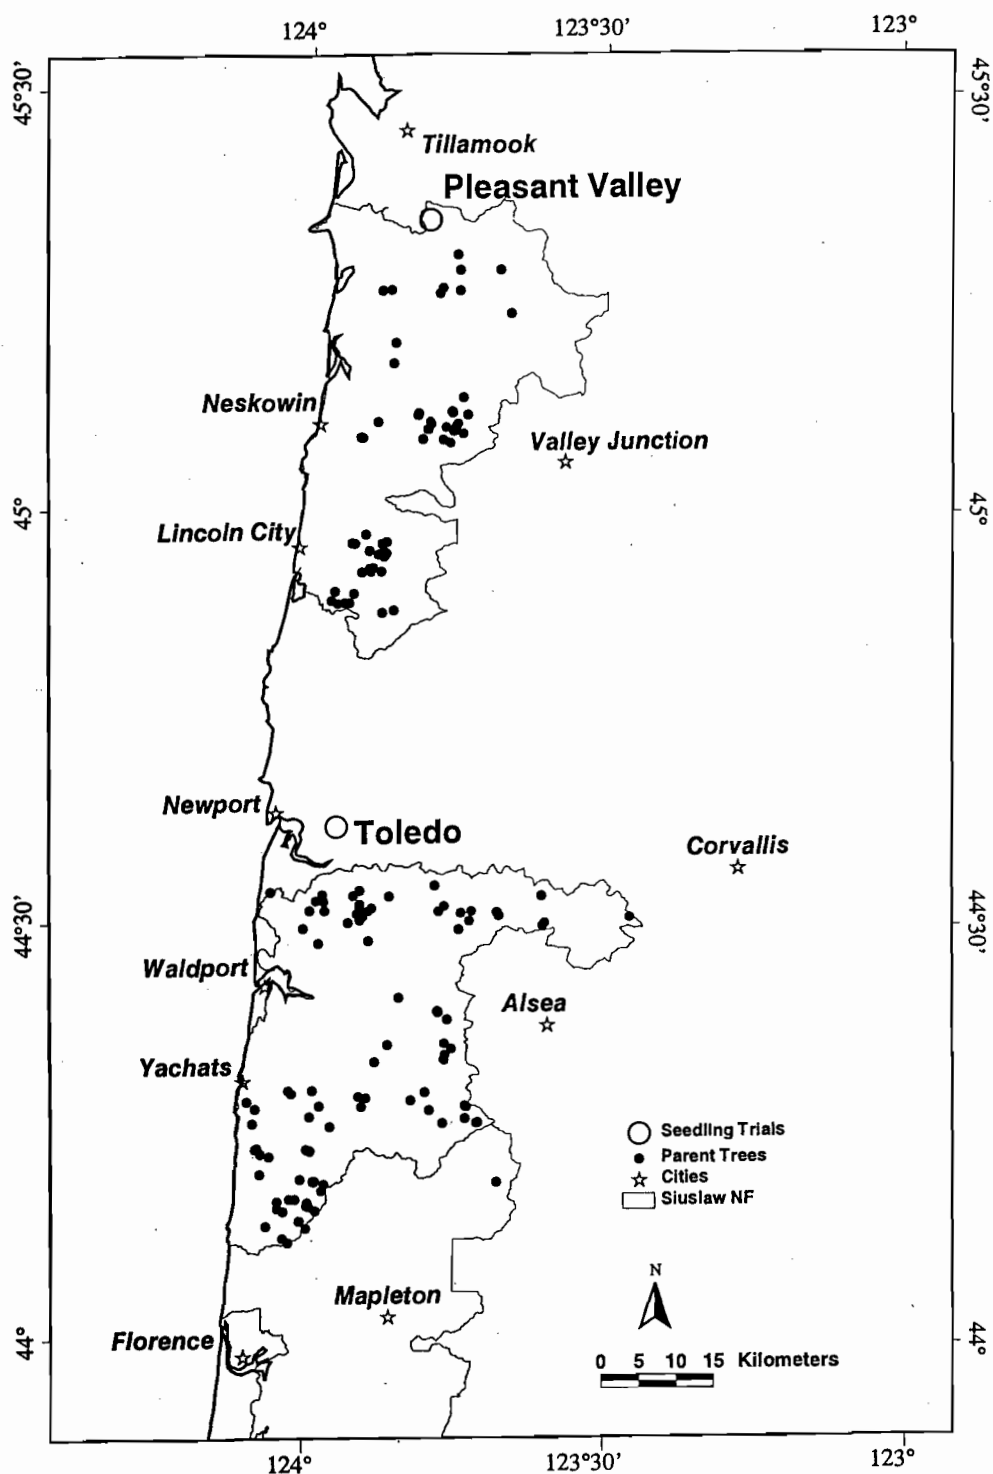 124°
123°30'
123°
45°30'
45°30'
Tillamook
Pleasant Valley
Neskowin
Valley Junction
45°
45°
Lincoln City
Newport
Toledo
Corvallis
44°30'
44°30'
Waldport
Alsea
Yachats
Seedling Trials
Parent Trees
Cities
Siuslaw NF
N
Mapleton
Florence
44°
44°
0 5 10 15 Kilometers
124°
123°30'
123°